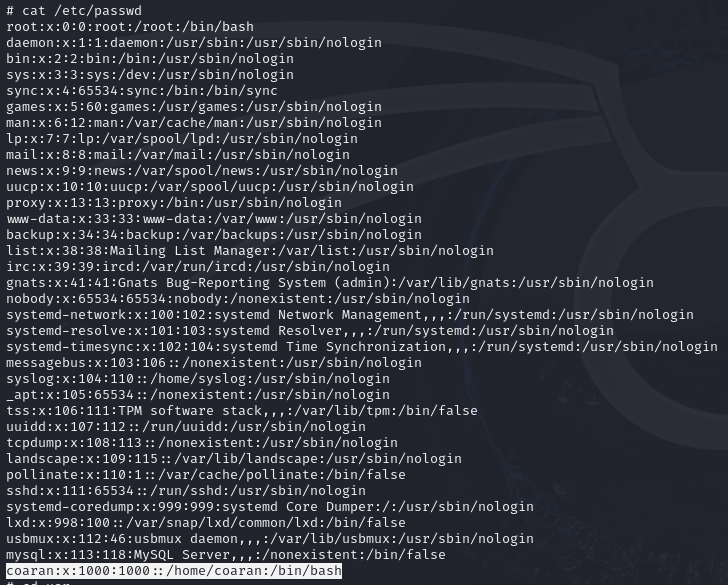 # cat /etc/passwd
root:x:0:0:root:/root:/bin/bash
daemon:x:1:1:daemon:/usr/sbin:/usr/sbin/nologin
bin:x:2:2:bin:/bin:/usr/sbin/nologin
sys:x:3:3:sys:/dev:/usr/sbin/nologin
sync:x:4:65534:sync:/bin:/bin/sync
games:x:5:60:games:/usr/games:/usr/sbin/nologin
man:x:6:12:man:/var/cache/man:/usr/sbin/nologin
lp:x:7:7:lp:/var/spool/lpd:/usr/sbin/nologin
mail:x:8:8:mail:/var/mail:/usr/sbin/nologin
news:x:9:9:news:/var/spool/news:/usr/sbin/nologin
uucp:x:10:10:uucp:/var/spool/uucp:/usr/sbin/nologin
proxy:x:13:13:proxy:/bin:/usr/sbin/nologin
www-data:x:33:33:www-data:/var/www:/usr/sbin/nologin
backup:x:34:34:backup:/var/backups:/usr/sbin/nologin
list:x:38:38:Mailing List Manager:/var/list:/usr/sbin/nologin
irc:x:39:39:ircd:/var/run/ircd:/usr/sbin/nologin
gnats:x:41:41:Gnats Bug-Reporting System (admin):/var/lib/gnats:/usr/sbin/nologin
nobody:x:65534:65534:nobody:/nonexistent:/usr/sbin/nologin
systemd-network:x:100:102:systemd Network Management,,,:/run/systemd:/usr/sbin/nologin
systemd-resolve:x:101:103:systemd Resolver,,,:/run/systemd:/usr/sbin/nologin
systemd-timesync:x:102:104:systemd Time Synchronization,,,:/run/systemd:/usr/sbin/nologin
messagebus:x:103:106::/nonexistent:/usr/sbin/nologin
syslog:x:104:110::/home/syslog:/usr/sbin/nologin
_apt:x:105:65534::/nonexistent:/usr/sbin/nologin
tss:x:106:111:TPM software stack,,,:/var/lib/tpm:/bin/false
uuidd:x:107:112::/run/uuidd:/usr/sbin/nologin
tcpdump:x:108:113::/nonexistent:/usr/sbin/nologin
landscape:x:109:115::/var/lib/landscape:/usr/sbin/nologin
pollinate:x:110:1::/var/cache/pollinate:/bin/false
sshd:x:111:65534::/run/sshd:/usr/sbin/nologin
systemd-coredump:x:999:999:systemd Core Dumper:/:/usr/sbin/nologin
lxd:x:998:100::/var/snap/lxd/common/lxd:/bin/false
usbmux:x:112:46:usbmux daemon,,,:/var/lib/usbmux:/usr/sbin/nologin
mysql:x:113:118:MySQL Server,,,:/nonexistent:/bin/false
coaran:x:1000:1000::/home/coaran:/bin/bash